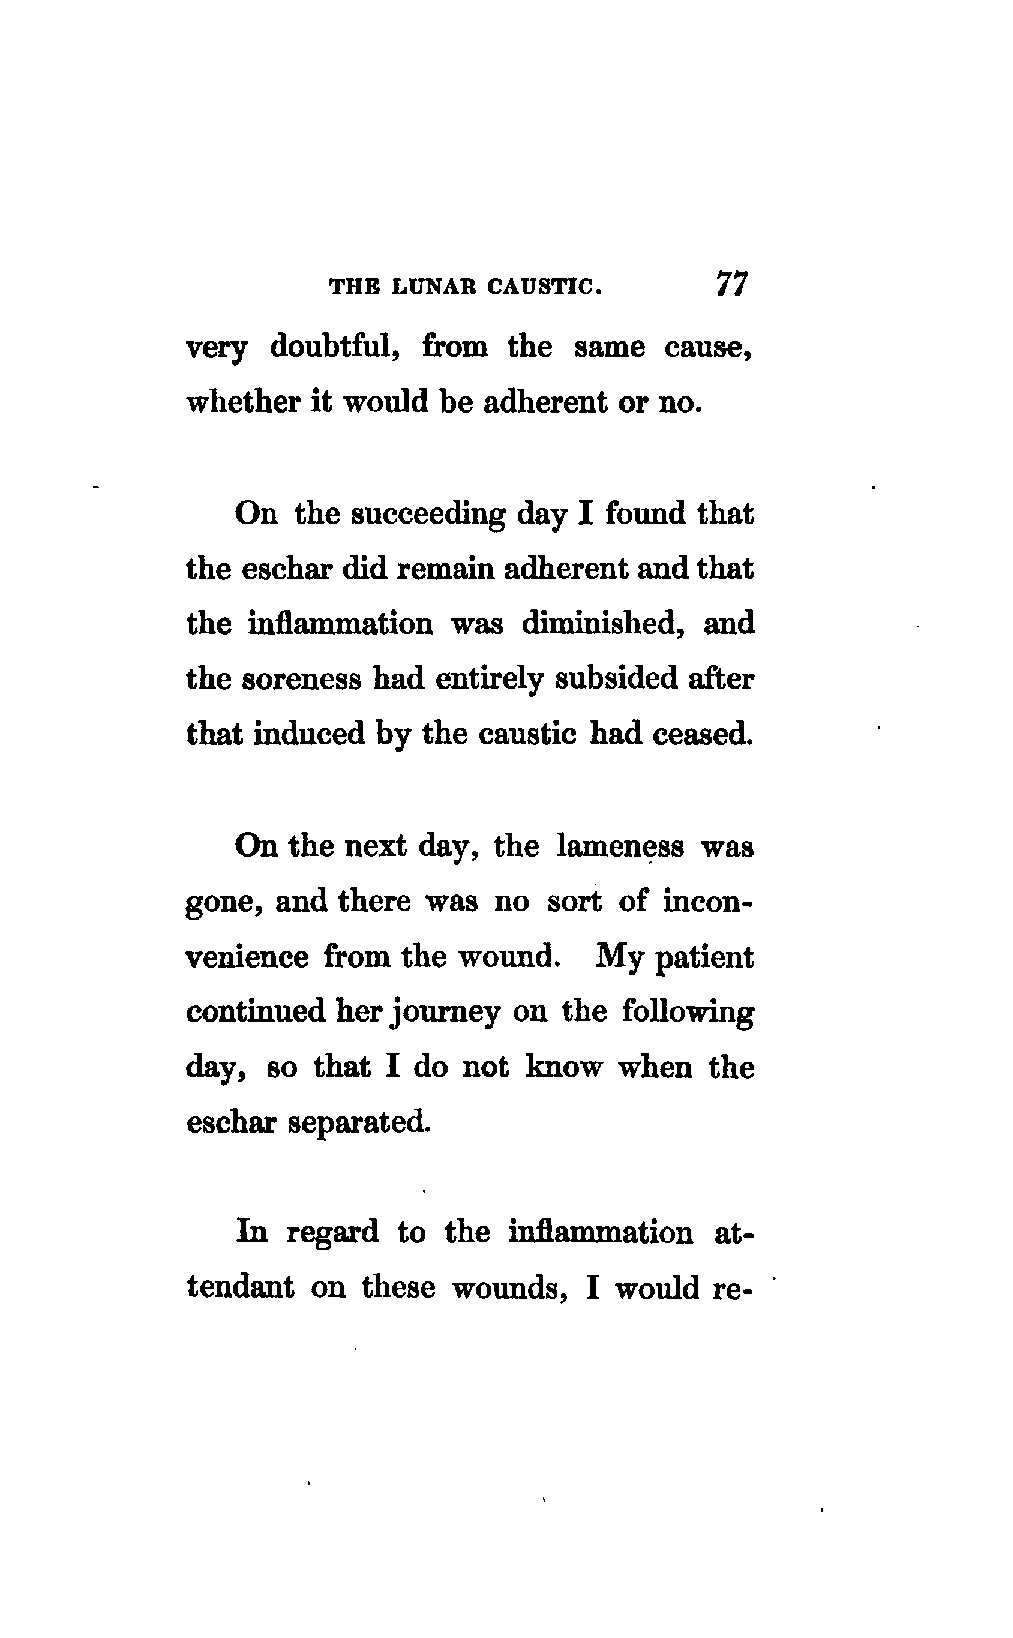 THE LUNAR CAUSTIC. 77
very doubtful, from the same cause,
whether it would be adherent or no.
On the succeeding day I found that
the eschar did remain adherent and that
the inflammation was diminished, and
the soreness had entirely subsided after
that induced by the caustic had ceased.
On the next day, the lameness was
gone, and there was no sort of incon-
venience from the wound. My patient
continued her journey on the following
day, so that I do not know when the
eschar separated.
In regard to the inflammation at-
tendant on these wounds, I would re-